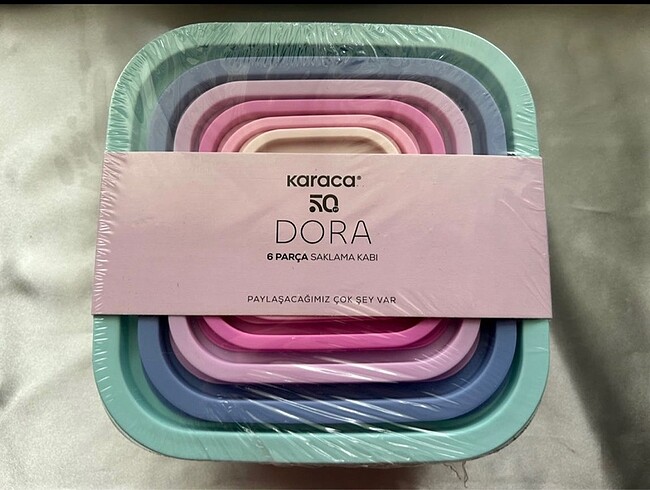 Karaca®
50
DORA
6 PARÇA SAKLAMA KABI
PAYLAŞACAĞIMIZ ÇOK ŞEY VAR